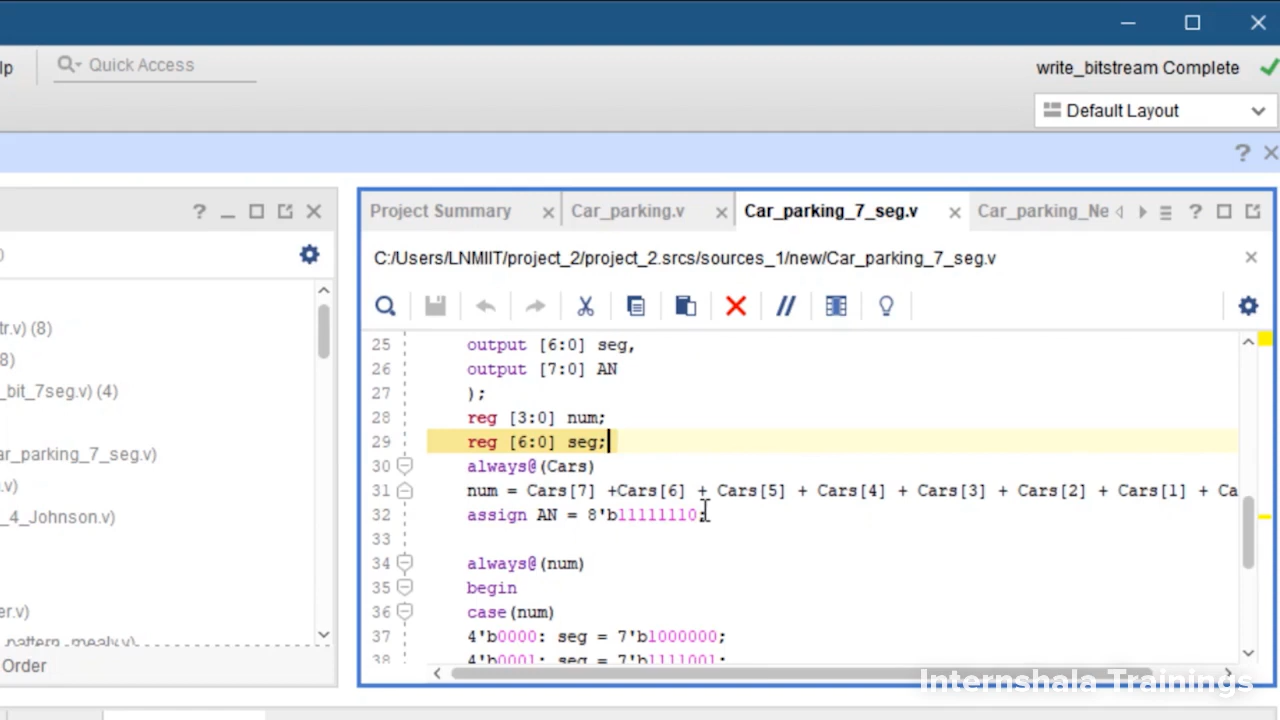 lp
Quick Access
write_bitstream Complete
Default Layout
Project Summary
Car_parking.v
Car_parking_7_seg.v
Car_parking_Ne
C:/Users/LNMIIT/project_2/project_2.srcs/sources_1/new/Car_parking_7_seg.v
tr.v) (8)
8)
_bit_7seg.v) (4)
ar_parking_7_seg.v)
.v)
_4_Johnson.v)
er.v)
pattern_mealy.v)
Order
25 output [6:0] seg,
26 output [7:0] AN
27 );
28 reg [3:0] num;
29 reg [6:0] seg;
30 always@(Cars)
31 num = Cars[7] +Cars[6] + Cars[5] + Cars[4] + Cars[3] + Cars[2] + Cars[1] + Ca
32 assign AN = 8'b11111110;
33
34 always@(num)
35 begin
36 case(num)
37 4'b0000: seg = 7'b1000000;
38 4'b0001: seg = 7'b1111001;
Internshala Trainings